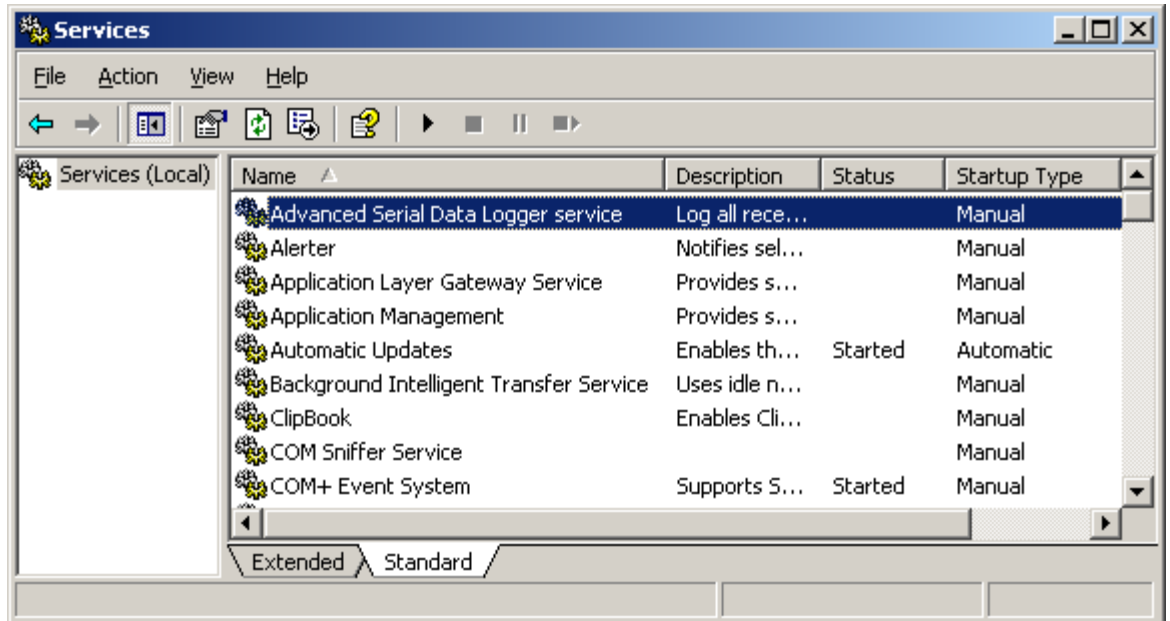 Services
File Action View Help
Services (Local)
Name Description Status Startup Type
Advanced Serial Data Logger service Log all rece... Manual
Alerter Notifies sel... Manual
Application Layer Gateway Service Provides s... Manual
Application Management Provides s... Manual
Automatic Updates Enables th... Started Automatic
Background Intelligent Transfer Service Uses idle n... Manual
ClipBook Enables Cli... Manual
COM Sniffer Service Manual
COM+ Event System Supports S... Started Manual
Extended Standard